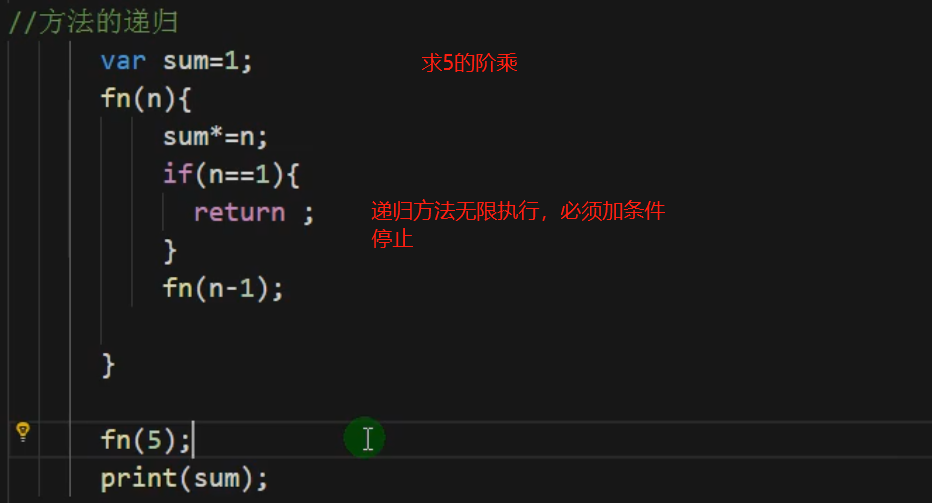 //方法的递归
var sum=1; 求5的阶乘
fn(n){
sum*=n;
if(n==1){
return ; 递归方法无限执行，必须加条件
停止
}
fn(n-1);
}
fn(5);
print(sum);